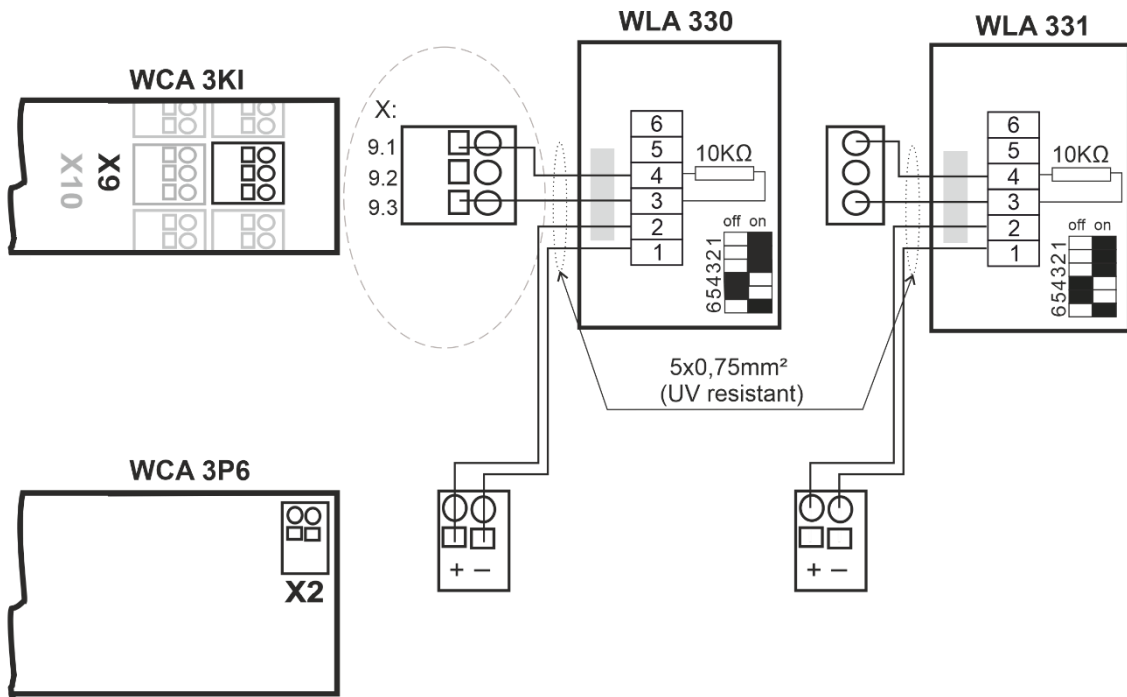 WLA 330
WLA 331
WCA 3KI
X:
9.1
9.2
9.3
X10
X9
6
5
4
3
2
1
10KΩ
off on
654321
6
5
4
3
2
1
10KΩ
off on
654321
5x0,75mm²
(UV resistant)
WCA 3P6
X2
+ −
+ −